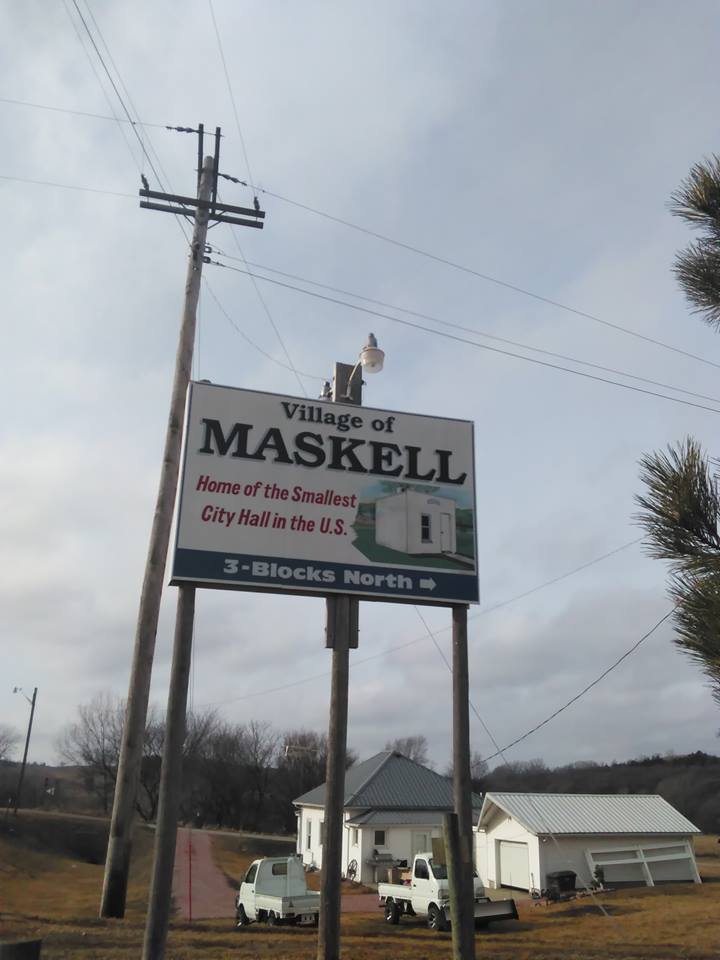 Village of
MASKELL
Home of the Smallest
City Hall in the U.S.
3-Blocks North →